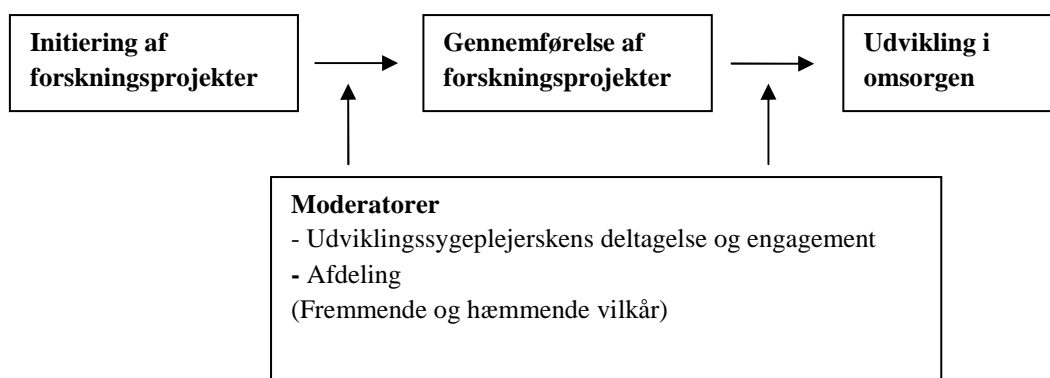 Initiering af
forskningsprojekter
Gennemførelse af
forskningsprojekter
Udvikling i
omsorgen
Moderatorer
- Udviklingssygeplejerskens deltagelse og engagement
- Afdeling
(Fremmende og hæmmende vilkår)